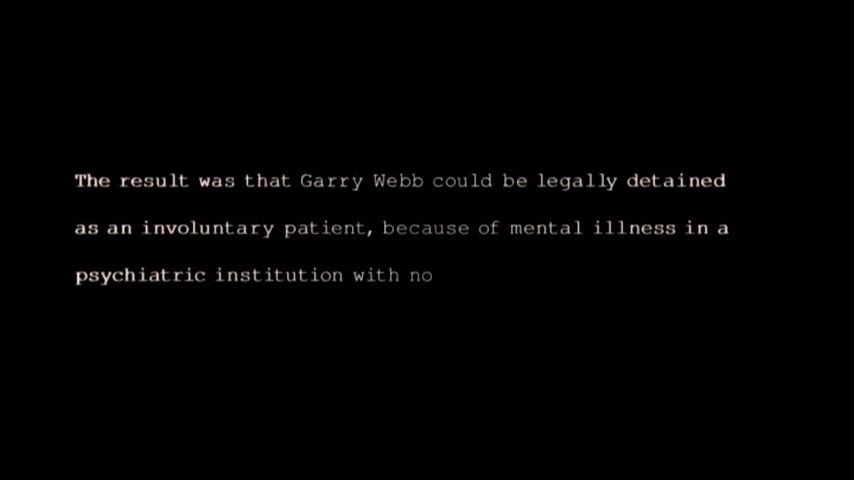 The result was that Garry Webb could be legally detained
as an involuntary patient, because of mental illness in a
psychiatric institution with no